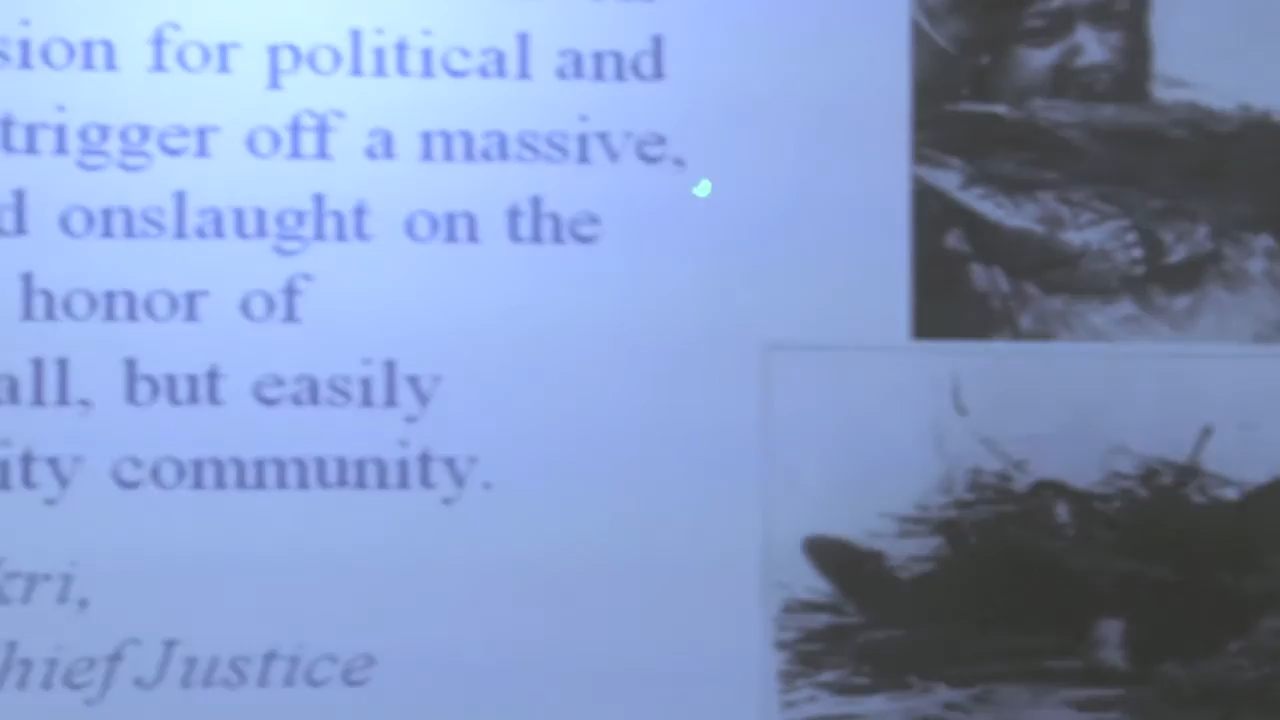 sion for political and
trigger off a massive,
d onslaught on the
honor of
all, but easily
ity community.
kri,
hief Justice